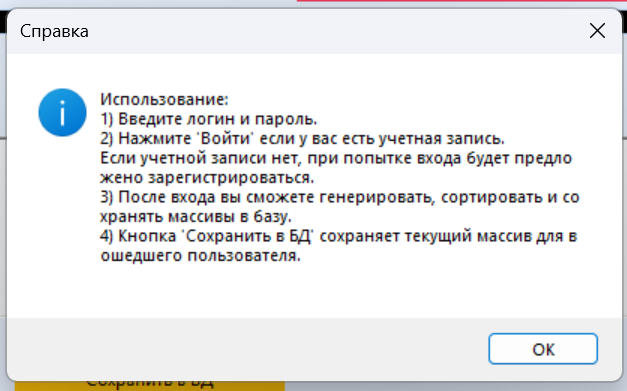 Справка
Использование:
1) Введите логин и пароль.
2) Нажмите 'Войти' если у вас есть учетная запись.
Если учетной записи нет, при попытке входа будет предло
жено зарегистрироваться.
3) После входа вы сможете генерировать, сортировать и со
хранять массивы в базу.
4) Кнопка 'Сохранить в БД' сохраняет текущий массив для в
ошедшего пользователя.
OK
Сохранить в БД